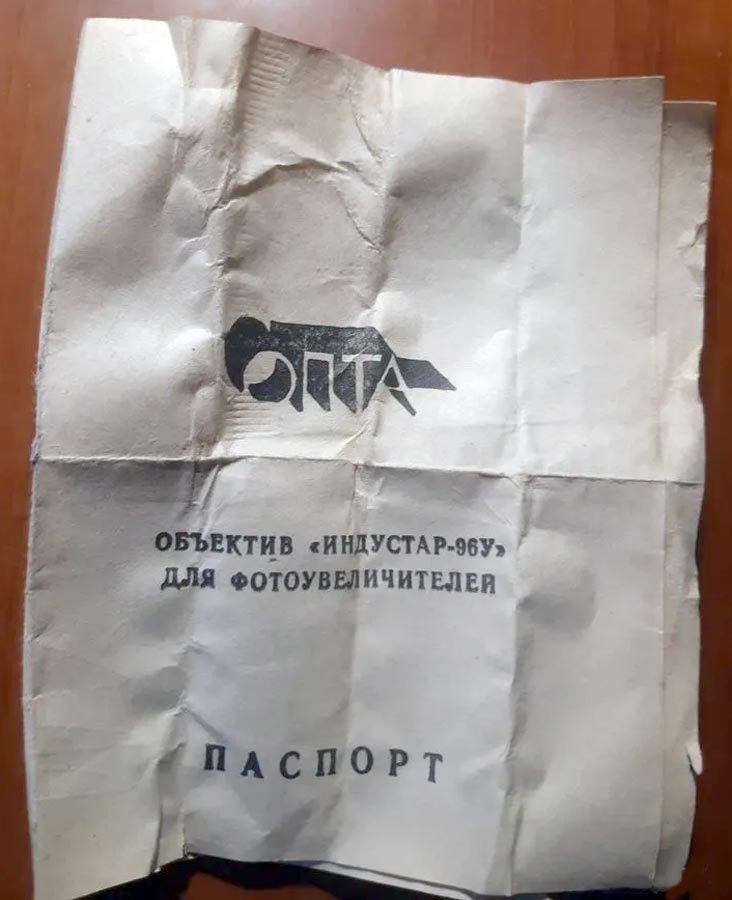 ОПТА
ОБЪЕКТИВ «ИНДУСТАР-96У»
ДЛЯ ФОТОУВЕЛИЧИТЕЛЕЙ
ПАСПОРТ